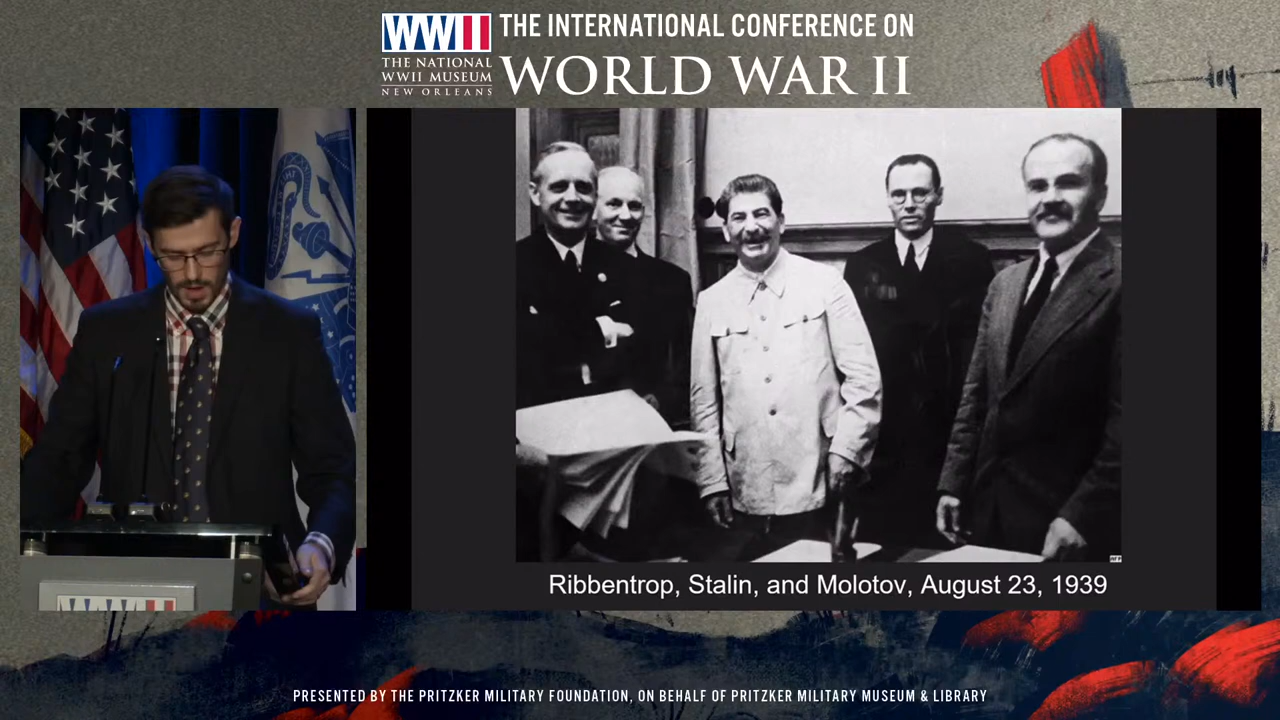 WWII
THE NATIONAL
WWII MUSEUM
NEW ORLEANS
THE INTERNATIONAL CONFERENCE ON
WORLD WAR II
Ribbentrop, Stalin, and Molotov, August 23, 1939
WWII
PRESENTED BY THE PRITZKER MILITARY FOUNDATION, ON BEHALF OF PRITZKER MILITARY MUSEUM & LIBRARY